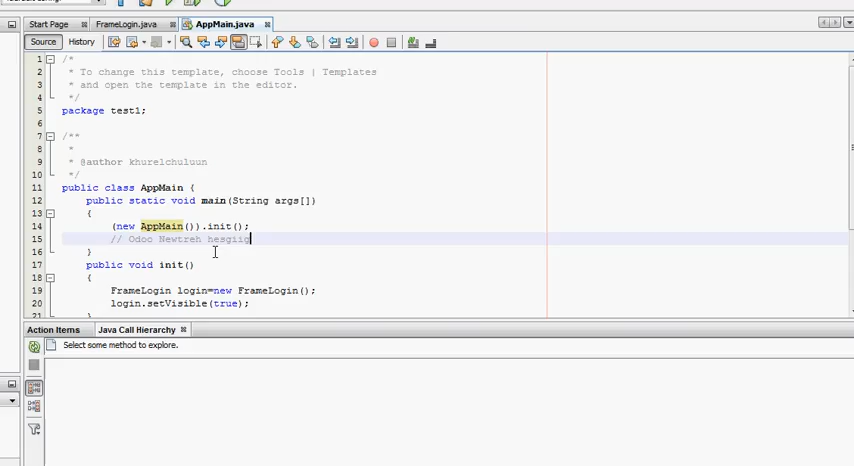 Start Page FrameLogin.java AppMain.java
Source History
1 /*
2 * To change this template, choose Tools | Templates
3 * and open the template in the editor.
4 */
5 package test1;
6
7 /**
8 *
9 * @author khurelchuluun
10 */
11 public class AppMain {
12 public static void main(String args[])
13 {
14 (new AppMain()).init();
15 // Odoo Newtreh hesgiig
16 }
17 public void init()
18 {
19 FrameLogin login=new FrameLogin();
20 login.setVisible(true);
21 }
Action Items Java Call Hierarchy
Select some method to explore.